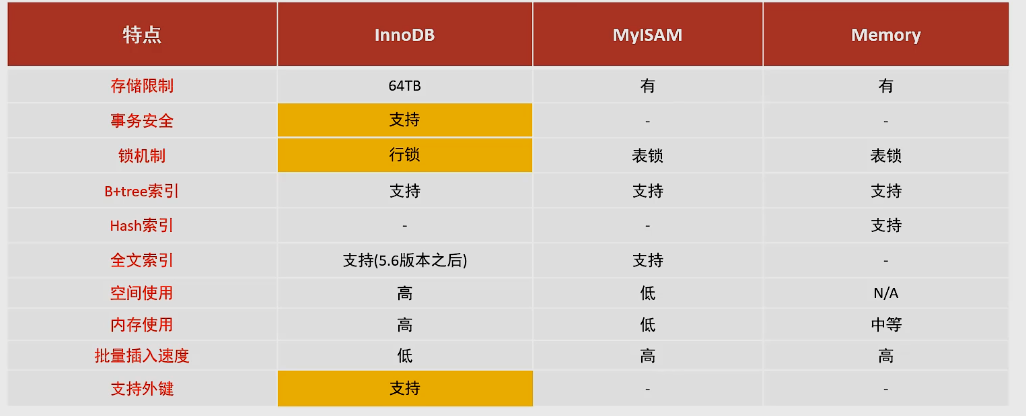 特点 InnoDB MyISAM Memory
存储限制 64TB 有 有
事务安全 支持 - -
锁机制 行锁 表锁 表锁
B+tree索引 支持 支持 支持
Hash索引 - - 支持
全文索引 支持(5.6版本之后) 支持 -
空间使用 高 低 N/A
内存使用 高 低 中等
批量插入速度 低 高 高
支持外键 支持 - -